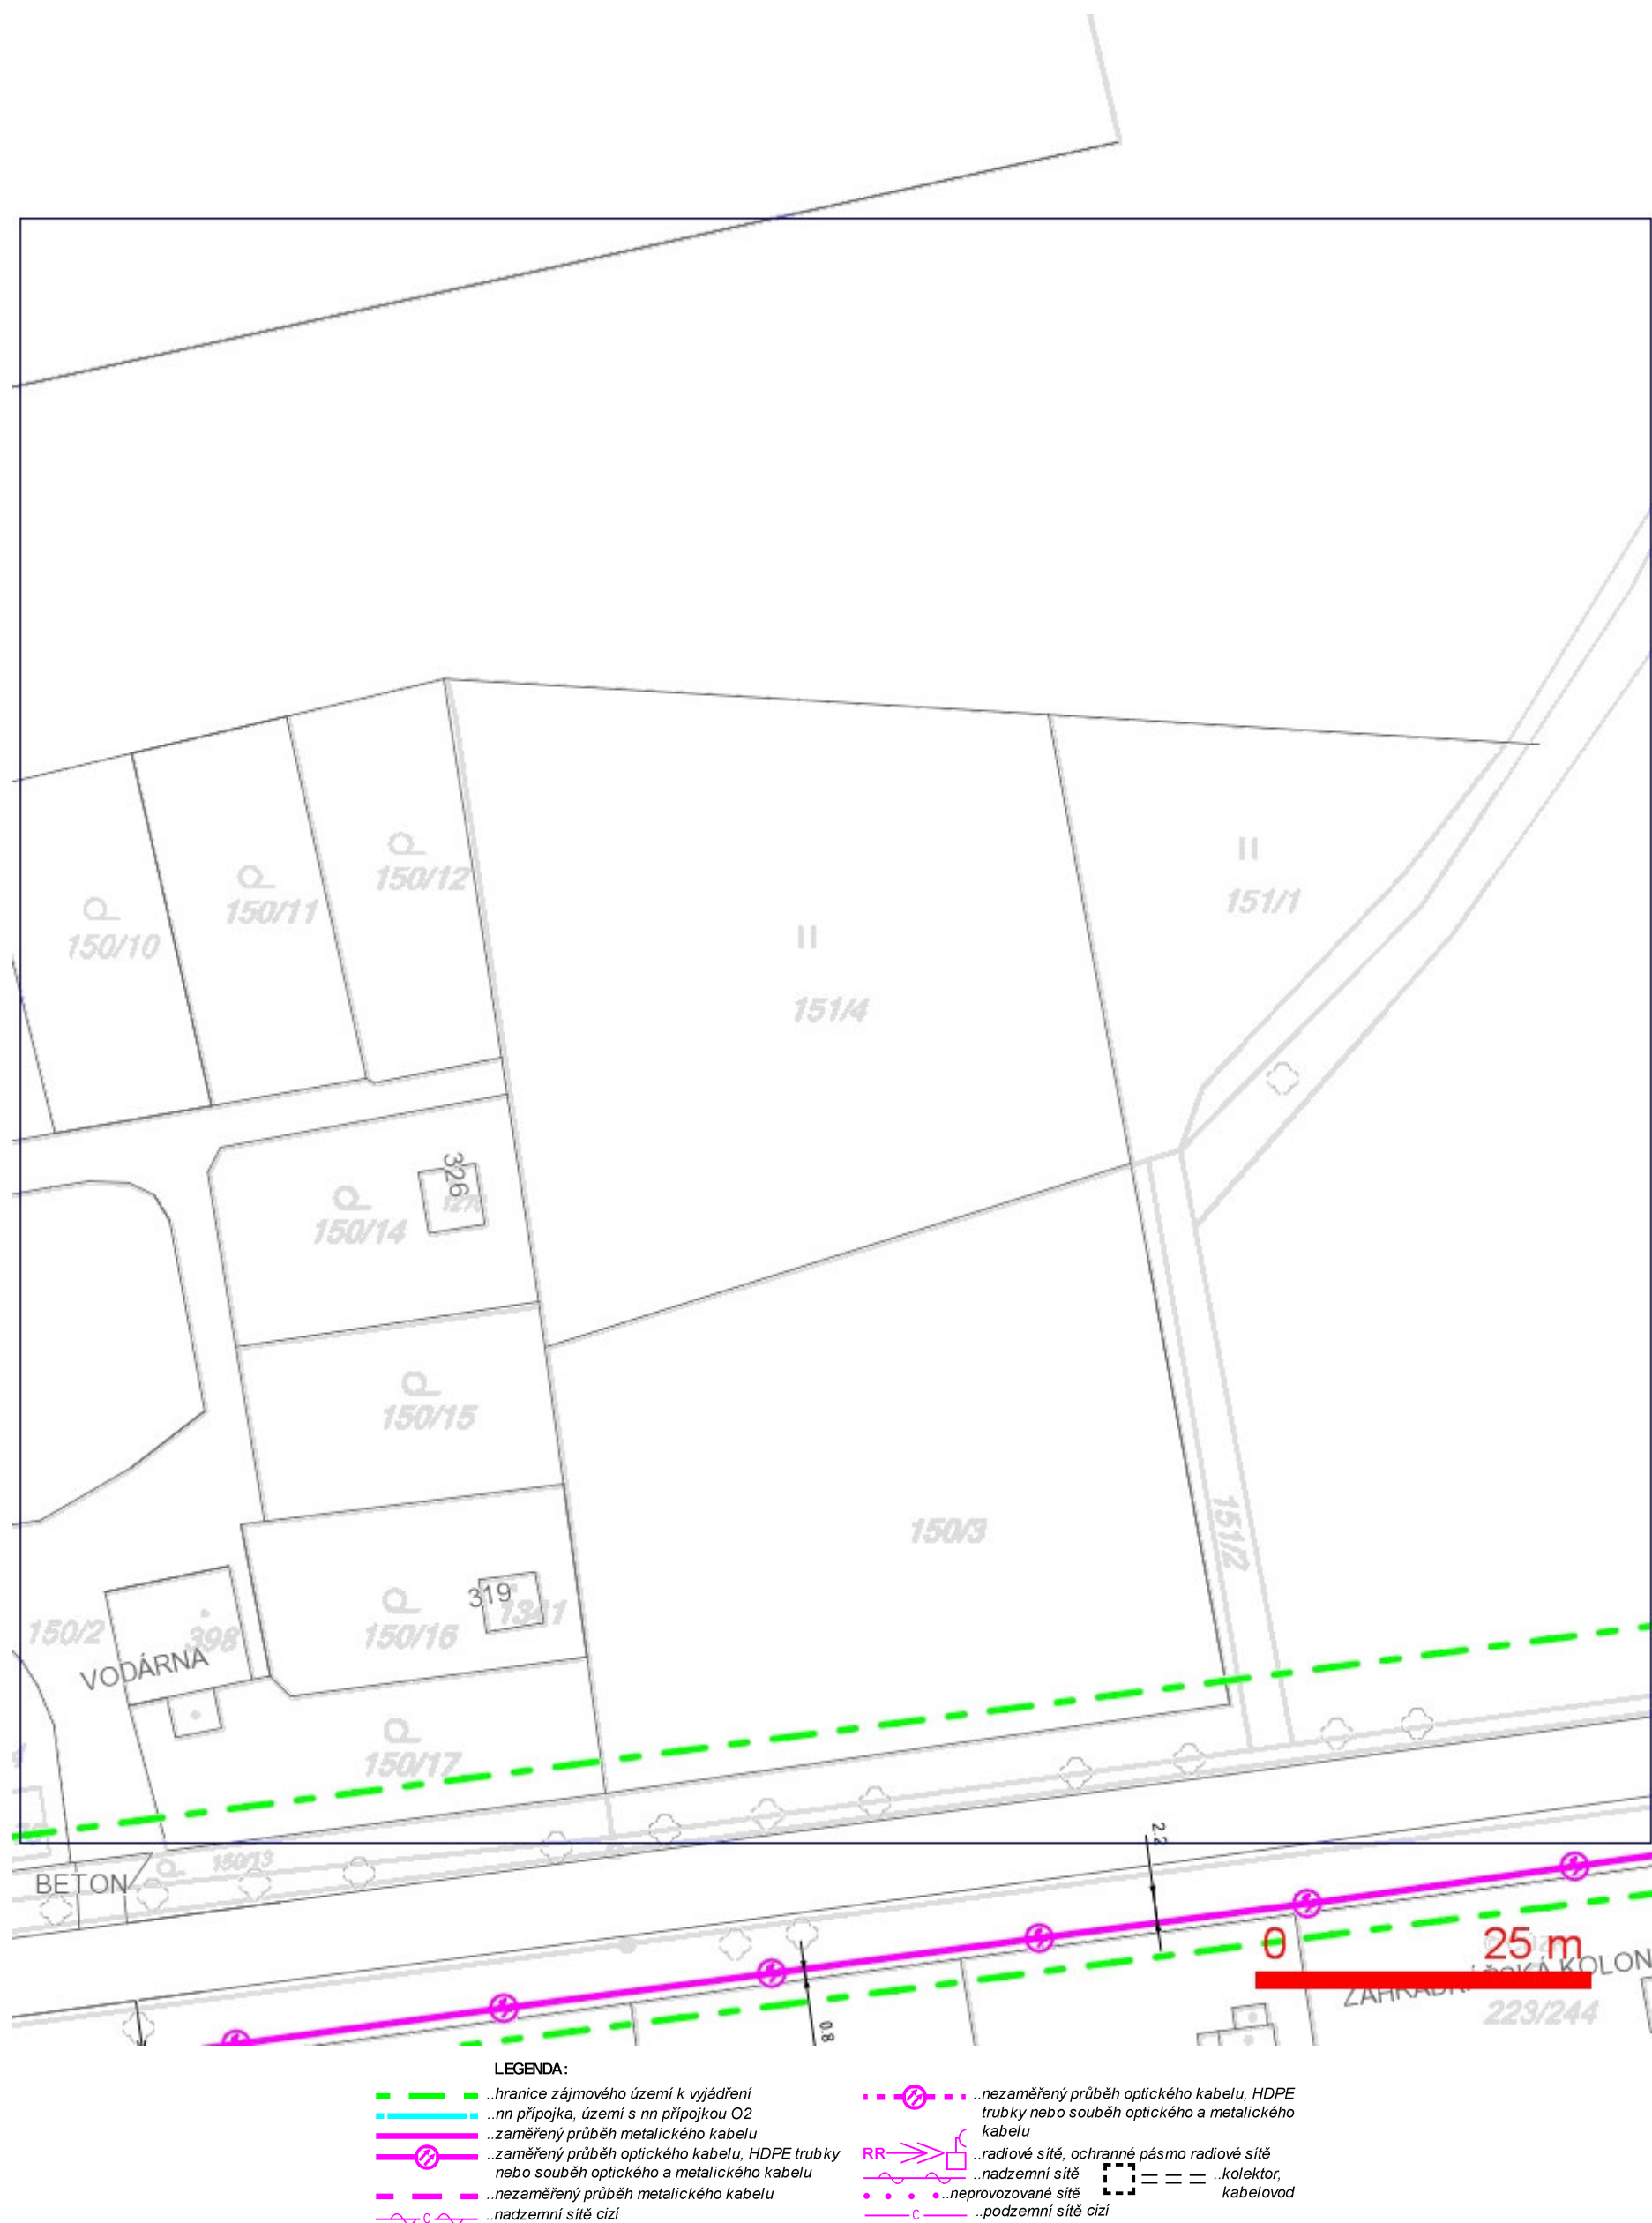 150/12
150/11
151/1
150/10
151/4
326
150/14
150/15
151/2
150/3
319
1341
150/2
398
150/16
VODÁRNA
150/17
150/13
2.2
BETON
0 25 m
223/244
0.8
LEGENDA:
..hranice zájmového území k vyjádření
..nn přípojka, území s nn přípojkou O2
..zaměřený průběh metalického kabelu
..zaměřený průběh optického kabelu, HDPE trubky
nebo souběh optického a metalického kabelu
..nezaměřený průběh metalického kabelu
C ..nadzemní sítě cizí
..nezaměřený průběh optického kabelu, HDPE
trubky nebo souběh optického a metalického
kabelu
RR ..radiové sítě, ochranné pásmo radiové sítě
..nadzemní sítě
..kolektor,
kabelovod
..neprovozované sítě
C ..podzemní sítě cizí